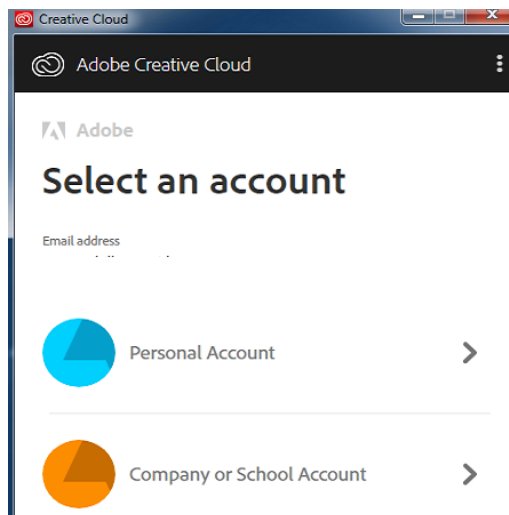 Creative Cloud
Adobe Creative Cloud
Adobe
Select an account
Email address
Personal Account
Company or School Account